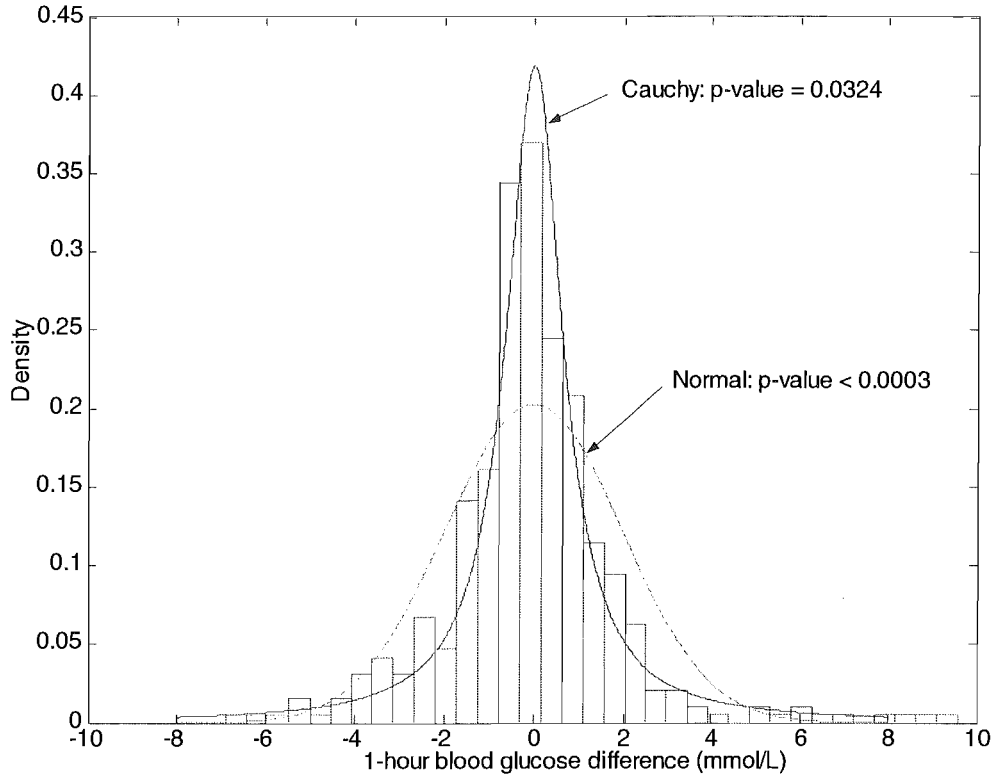 0.45
0.4
0.35
0.3
0.25
0.2
0.15
0.1
0.05
0
Density
Cauchy: p-value = 0.0324
Normal: p-value < 0.0003
-10 -8 -6 -4 -2 0 2 4 6 8 10
1-hour blood glucose difference (mmol/L)